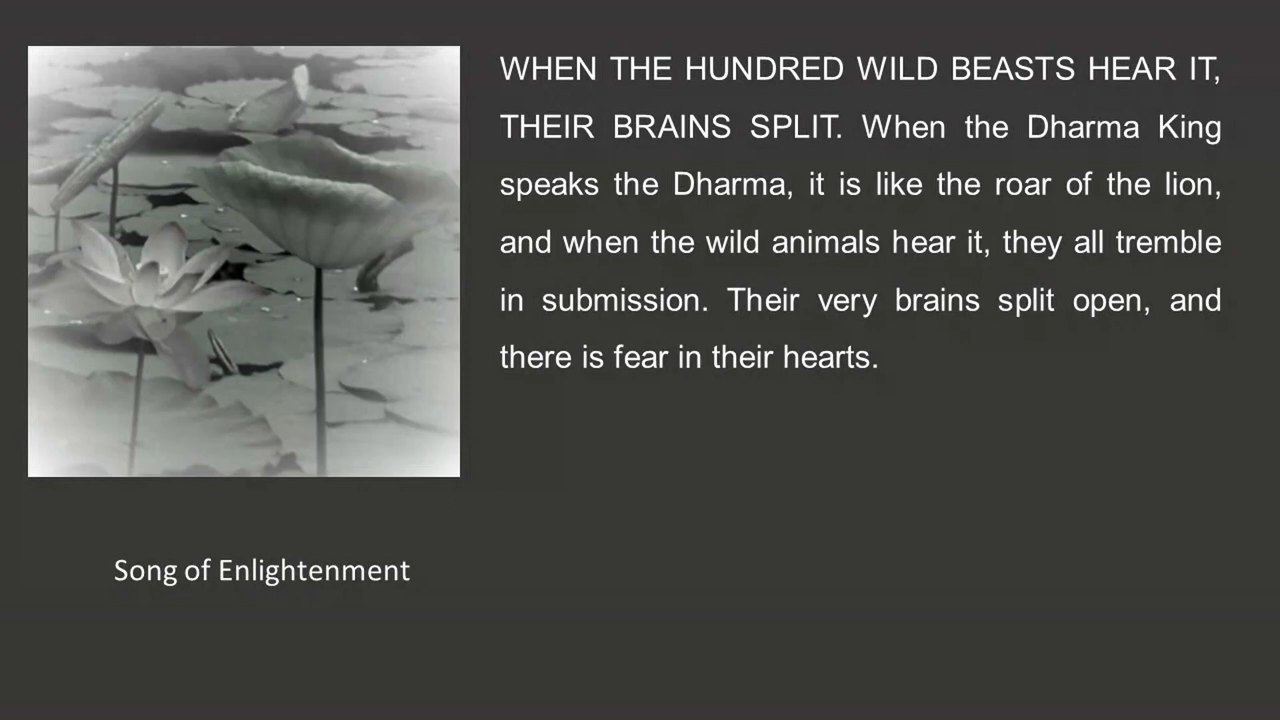 WHEN THE HUNDRED WILD BEASTS HEAR IT,
THEIR BRAINS SPLIT. When the Dharma King
speaks the Dharma, it is like the roar of the lion,
and when the wild animals hear it, they all tremble
in submission. Their very brains split open, and
there is fear in their hearts.
Song of Enlightenment